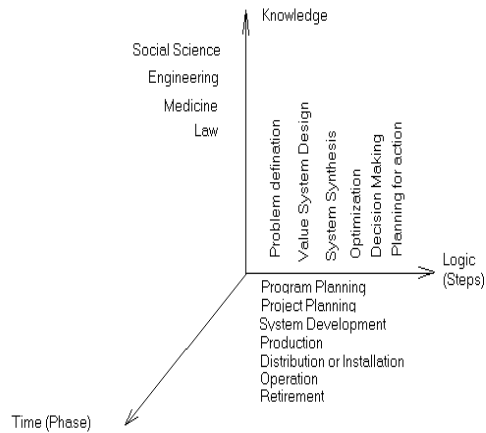 Knowledge
Social Science
Engineering
Medicine
Law
Problem defination
Value System Design
System Synthesis
Optimization
Decision Making
Planning for action
Logic
(Steps)
Program Planning
Project Planning
System Development
Production
Distribution or Installation
Operation
Retirement
Time (Phase)